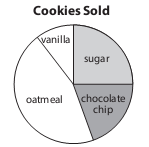 Cookies Sold
vanilla
sugar
oatmeal
chocolate
chip